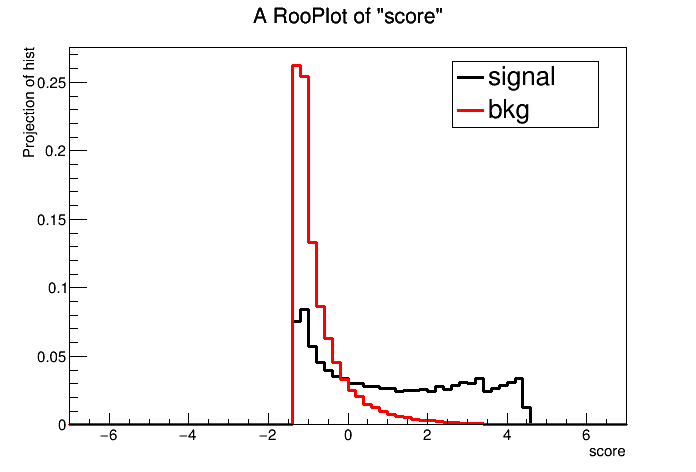 A RooPlot of "score"
Projection of hist
signal
bkg
0.25
0.2
0.15
0.1
0.05
0
−6 −4 −2 0 2 4 6
score